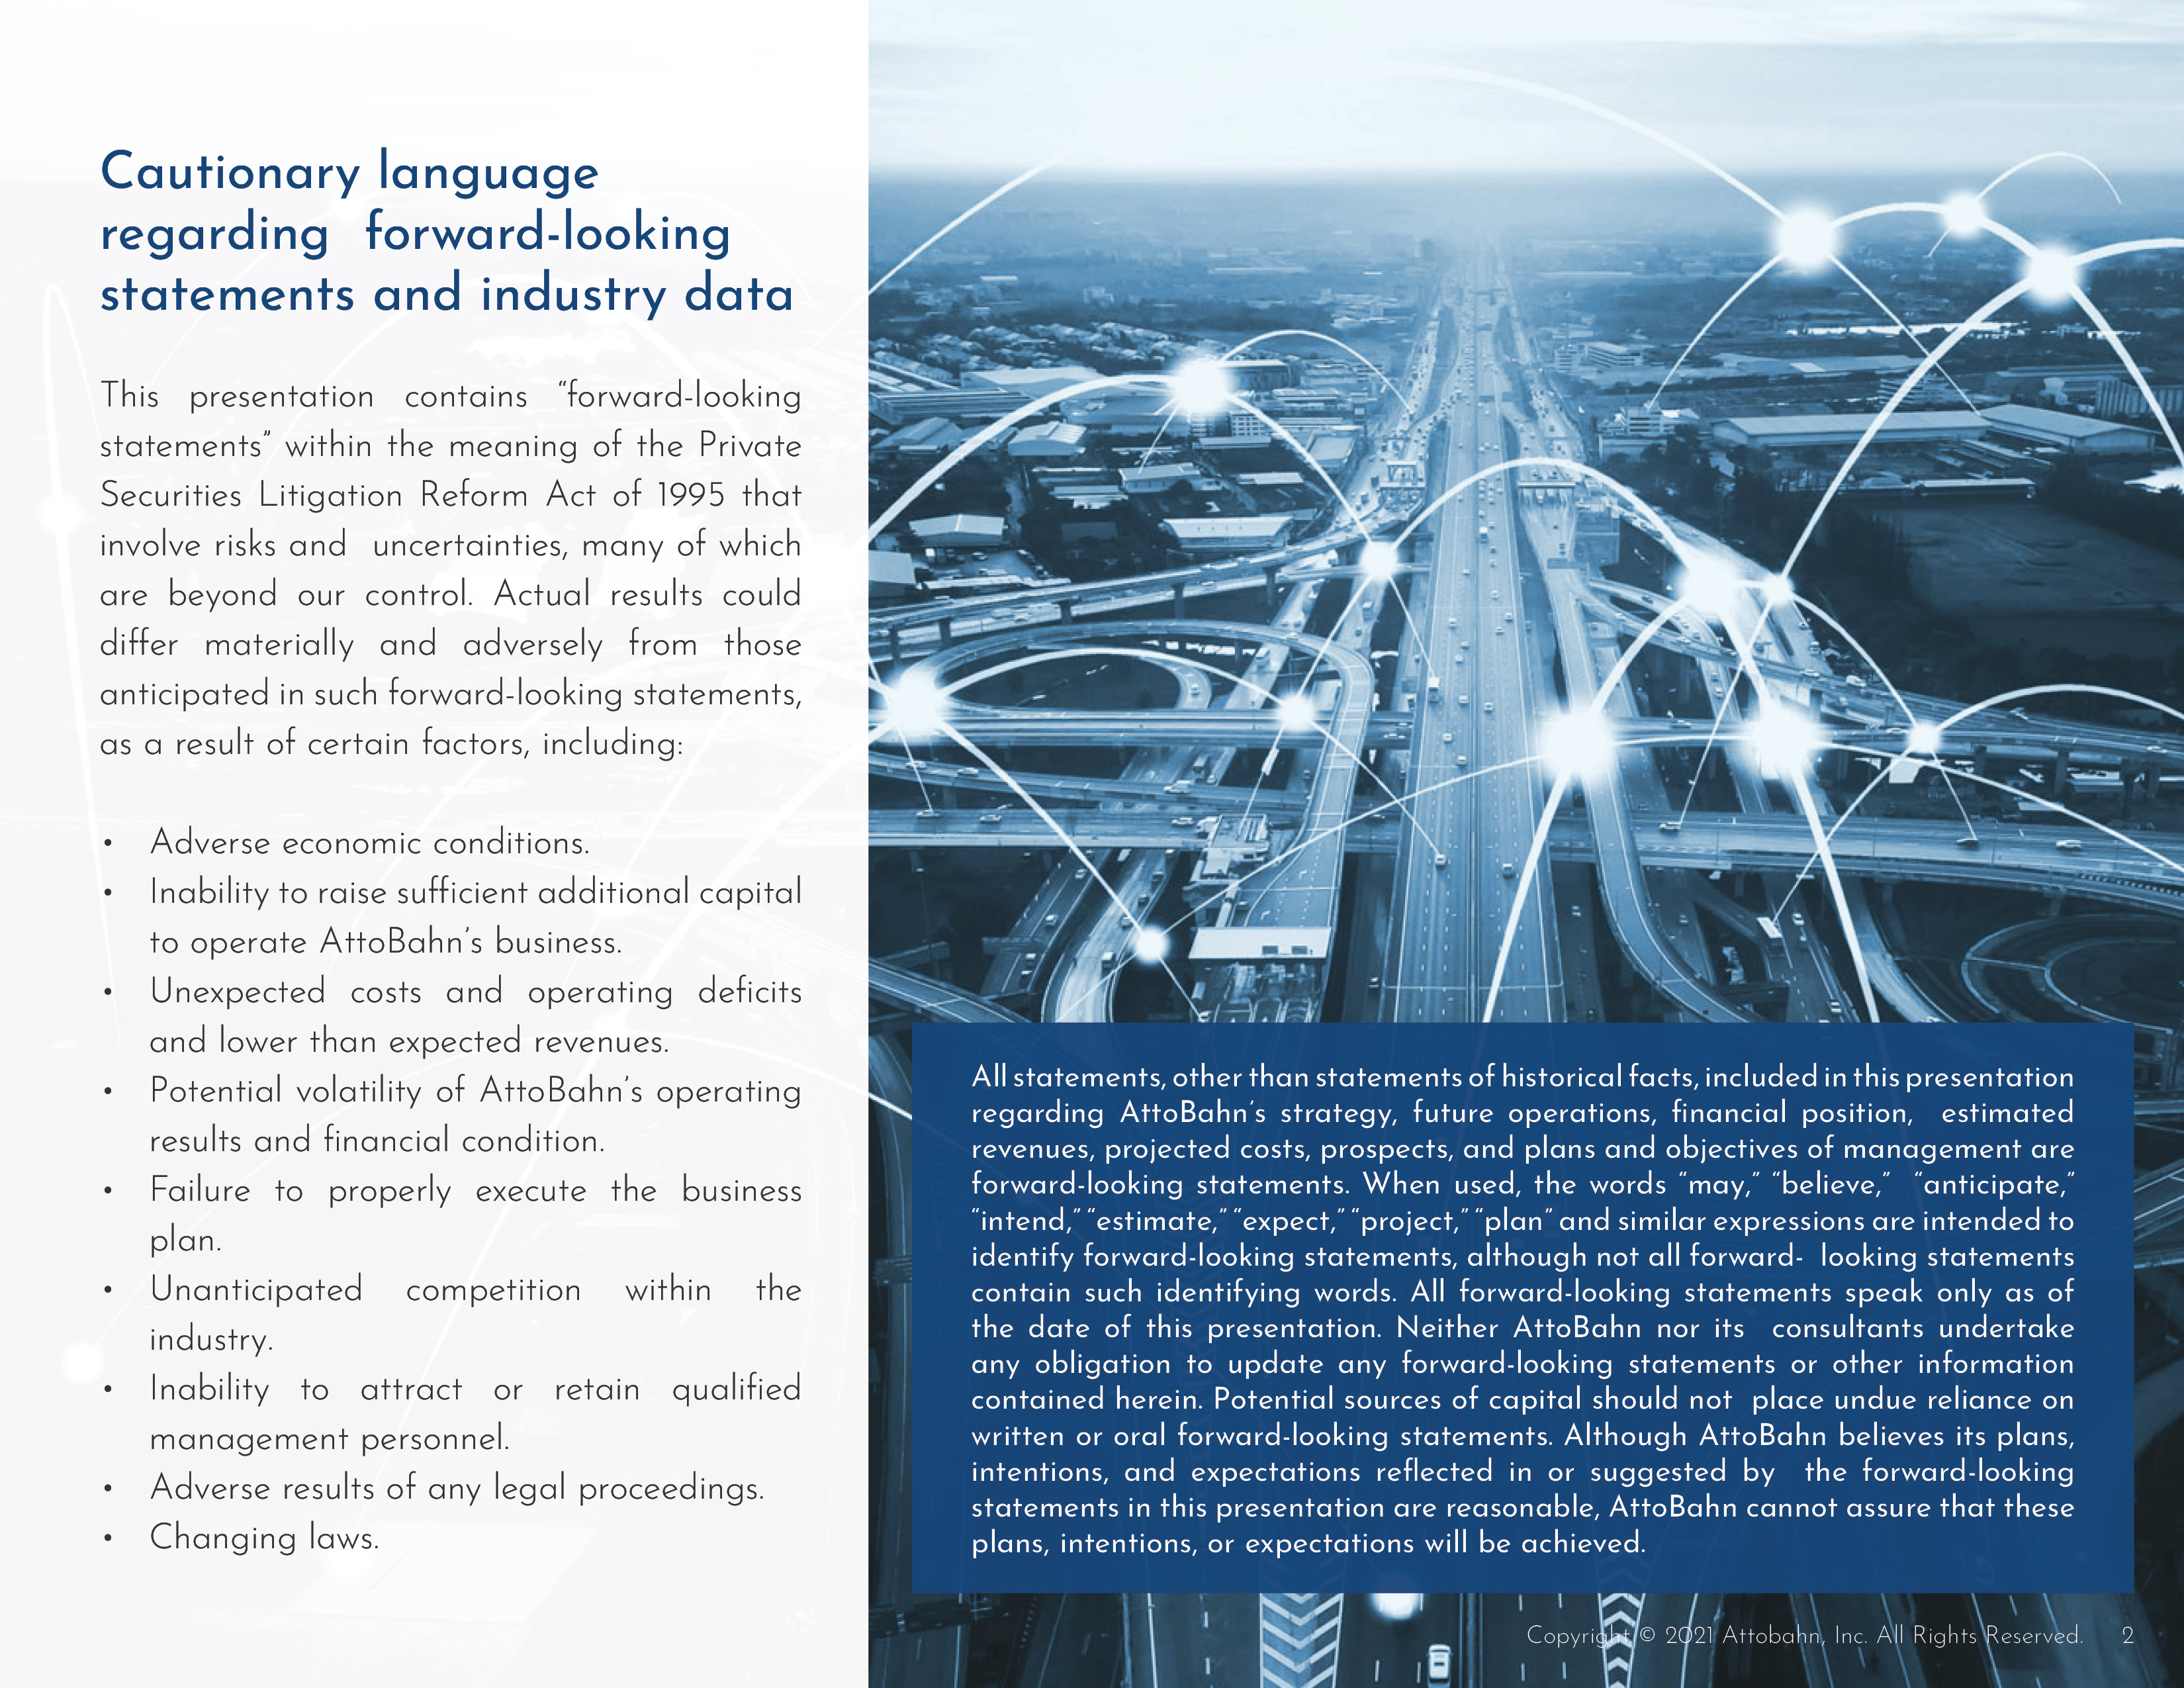 Cautionary language
regarding forward-looking
statements and industry data
This presentation contains “forward-looking
statements” within the meaning of the Private
Securities Litigation Reform Act of 1995 that
involve risks and uncertainties, many of which
are beyond our control. Actual results could
differ materially and adversely from those
anticipated in such forward-looking statements,
as a result of certain factors, including:
• Adverse economic conditions.
• Inability to raise sufficient additional capital
to operate AttoBahn’s business.
• Unexpected costs and operating deficits
and lower than expected revenues.
• Potential volatility of AttoBahn’s operating
results and financial condition.
• Failure to properly execute the business
plan.
• Unanticipated competition within the
industry.
• Inability to attract or retain qualified
management personnel.
• Adverse results of any legal proceedings.
• Changing laws.
All statements, other than statements of historical facts, included in this presentation
regarding AttoBahn’s strategy, future operations, financial position, estimated
revenues, projected costs, prospects, and plans and objectives of management are
forward-looking statements. When used, the words “may,” “believe,” “anticipate,”
“intend,” “estimate,” “expect,” “project,” “plan” and similar expressions are intended to
identify forward-looking statements, although not all forward- looking statements
contain such identifying words. All forward-looking statements speak only as of
the date of this presentation. Neither AttoBahn nor its consultants undertake
any obligation to update any forward-looking statements or other information
contained herein. Potential sources of capital should not place undue reliance on
written or oral forward-looking statements. Although AttoBahn believes its plans,
intentions, and expectations reflected in or suggested by the forward-looking
statements in this presentation are reasonable, AttoBahn cannot assure that these
plans, intentions, or expectations will be achieved.
Copyright © 2021 Attobahn, Inc. All Rights Reserved. 2